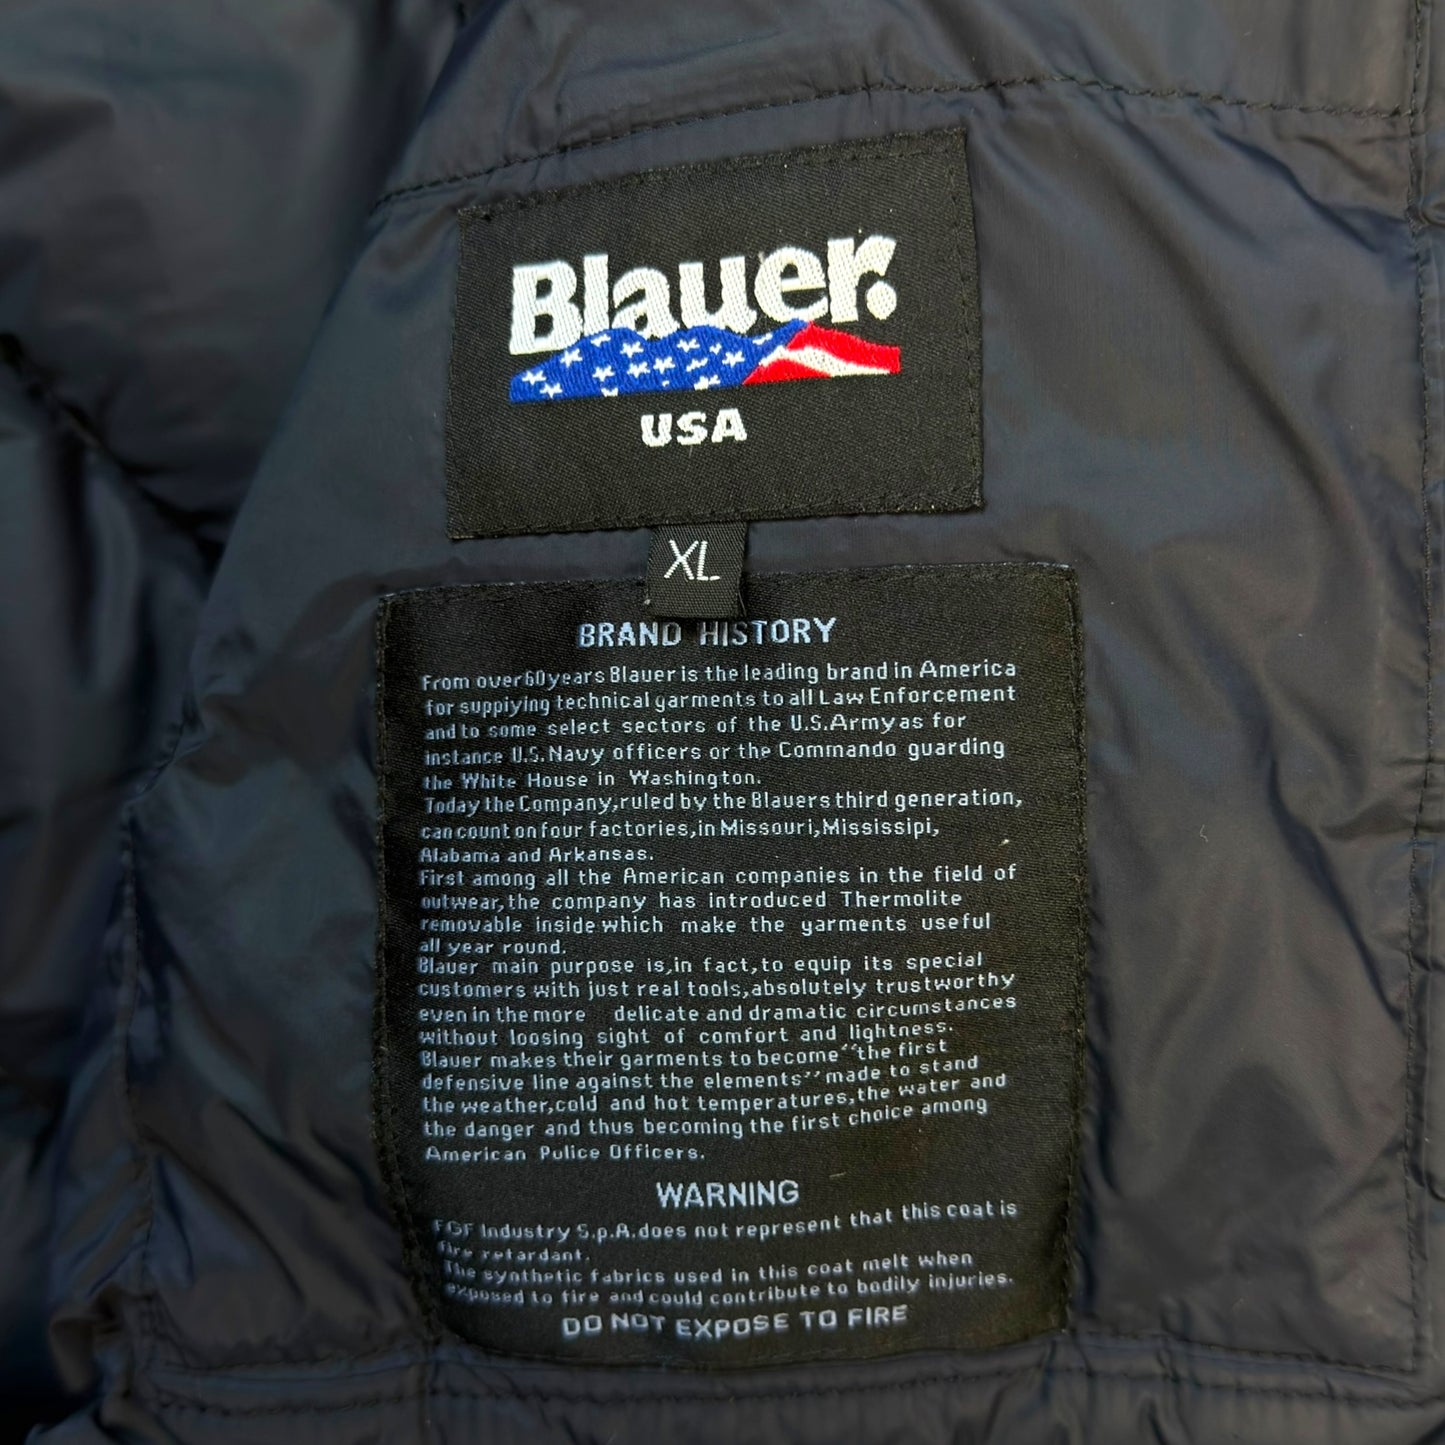 Blauer.
USA
XL
BRAND HISTORY
From over 60 years Blauer is the leading brand in America
for supplying technical garments to all Law Enforcement
and to some select sectors of the U.S.Army as for
instance U.S. Navy officers or the Commando guarding
the White House in Washington.
Today the Company, ruled by the Blauers third generation,
can count on four factories, in Missouri, Mississipi,
Alabama and Arkansas.
First among all the American companies in the field of
outwear, the company has introduced Thermolite
removable inside which make the garments useful
all year round.
Blauer main purpose is, in fact, to equip its special
customers with just real tools, absolutely trustworthy
even in the more delicate and dramatic circumstances
without loosing sight of comfort and lightness.
Blauer makes their garments to become "the first
defensive line against the elements" made to stand
the weather, cold and hot temperatures, the water and
the danger and thus becoming the first choice among
American Police Officers.
WARNING
FGF Industry S.p.A. does not represent that this coat is
fire retardant.
The synthetic fabrics used in this coat melt when
exposed to fire and could contribute to bodily injuries.
DO NOT EXPOSE TO FIRE